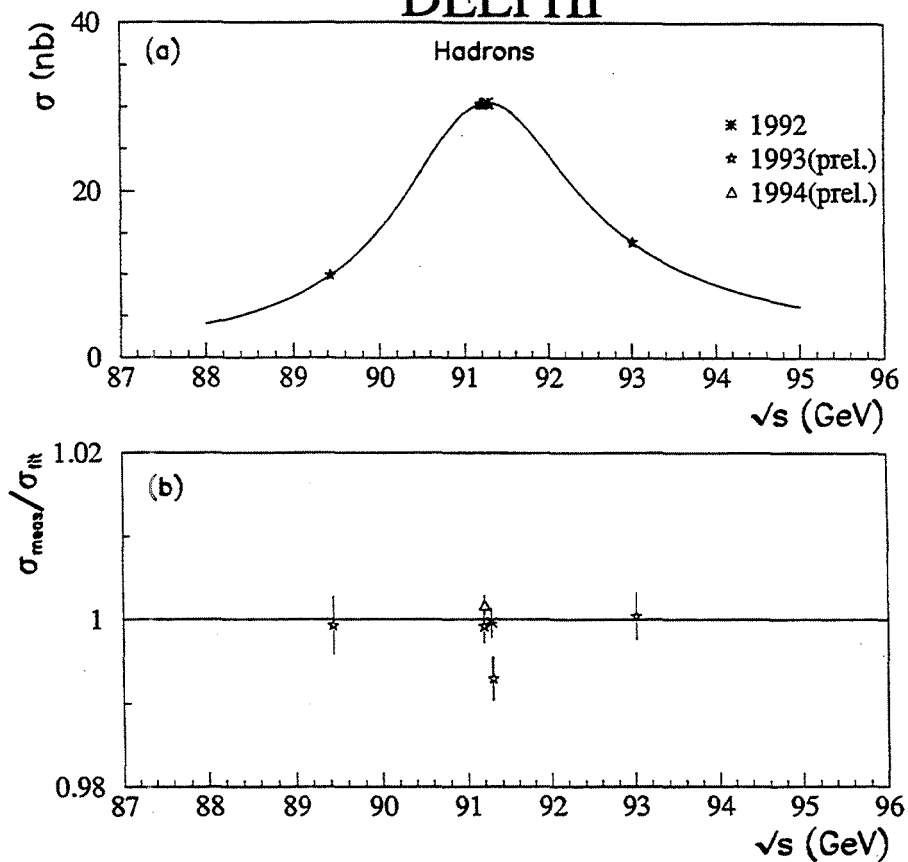 DELPHI
40
(a)
Hadrons
σ (nb)
1992
1993(prel.)
20
1994(prel.)
0
87 88 89 90 91 92 93 94 95 96
√s (GeV)
1.02
(b)
σmeas/σfit
1
0.98
87 88 89 90 91 92 93 94 95 96
√s (GeV)